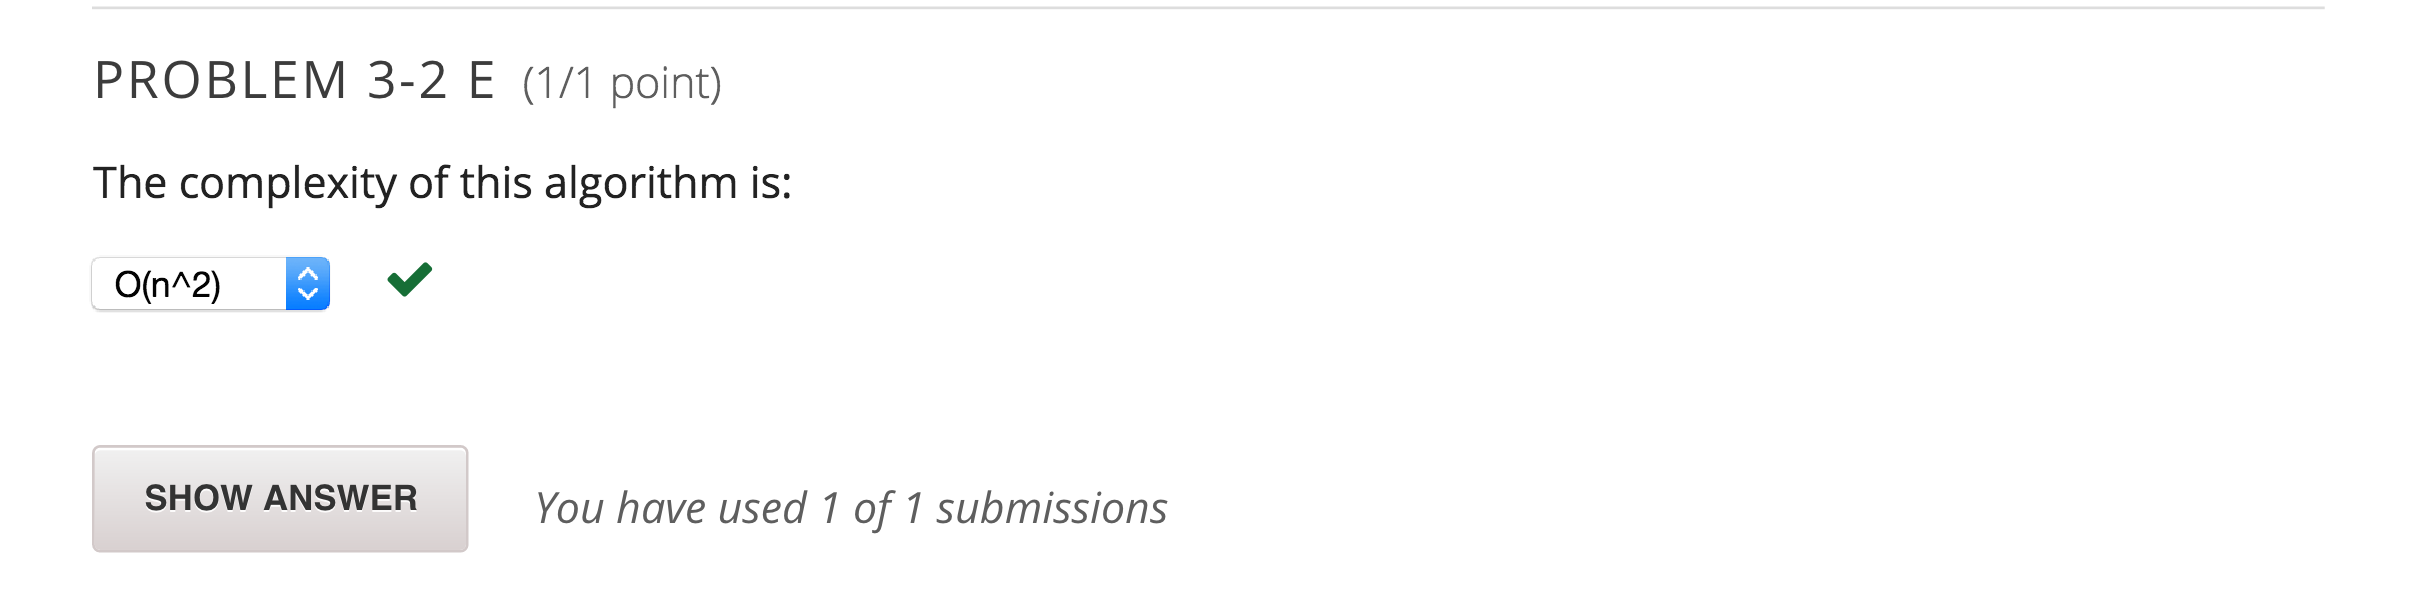 PROBLEM 3-2 E (1/1 point)
The complexity of this algorithm is:
O(n^2)
SHOW ANSWER
You have used 1 of 1 submissions